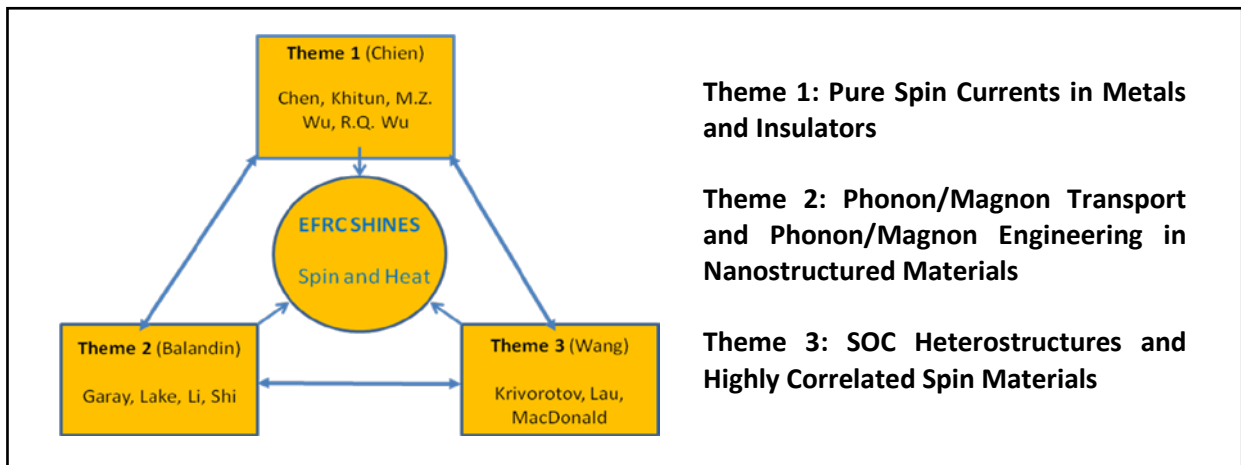 Theme 1 (Chien)
Chen, Khitun, M.Z.
Wu, R.Q. Wu
EFRC SHINES
Spin and Heat
Theme 2 (Balandin)
Garay, Lake, Li, Shi
Theme 3 (Wang)
Krivorotov, Lau,
MacDonald
Theme 1: Pure Spin Currents in Metals
and Insulators
Theme 2: Phonon/Magnon Transport
and Phonon/Magnon Engineering in
Nanostructured Materials
Theme 3: SOC Heterostructures and
Highly Correlated Spin Materials